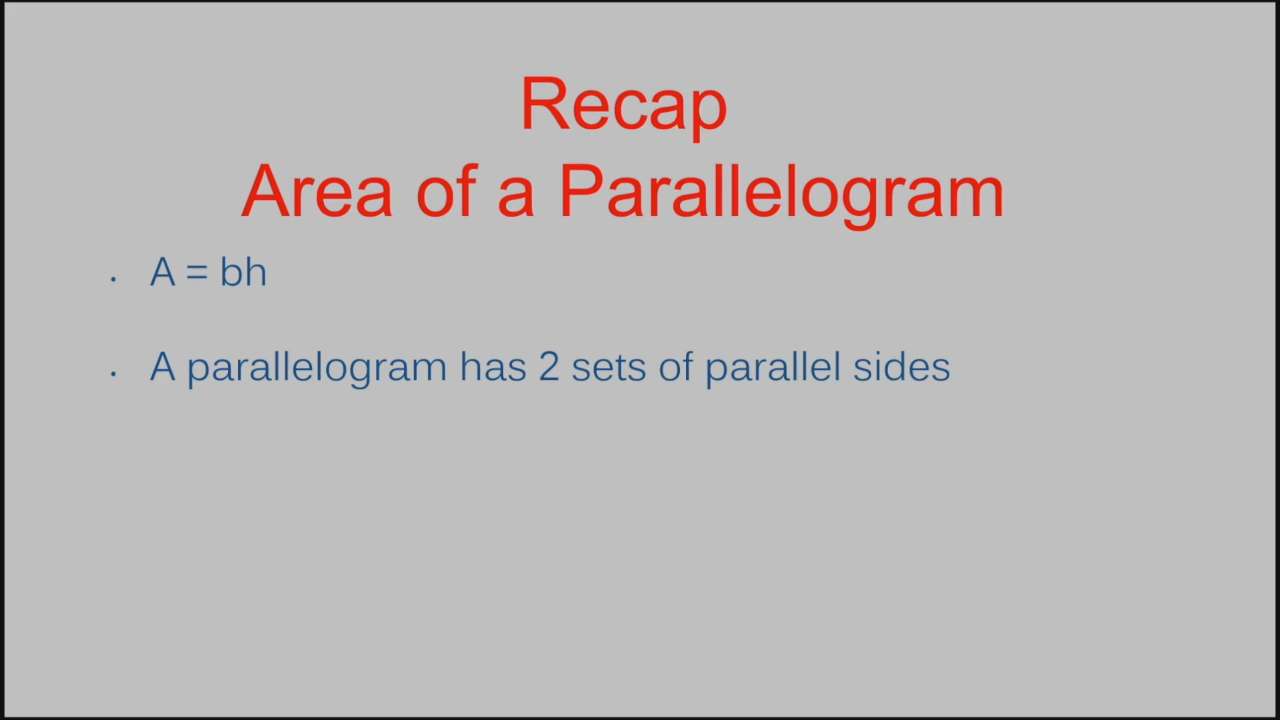 Recap
Area of a Parallelogram
• A = bh
• A parallelogram has 2 sets of parallel sides